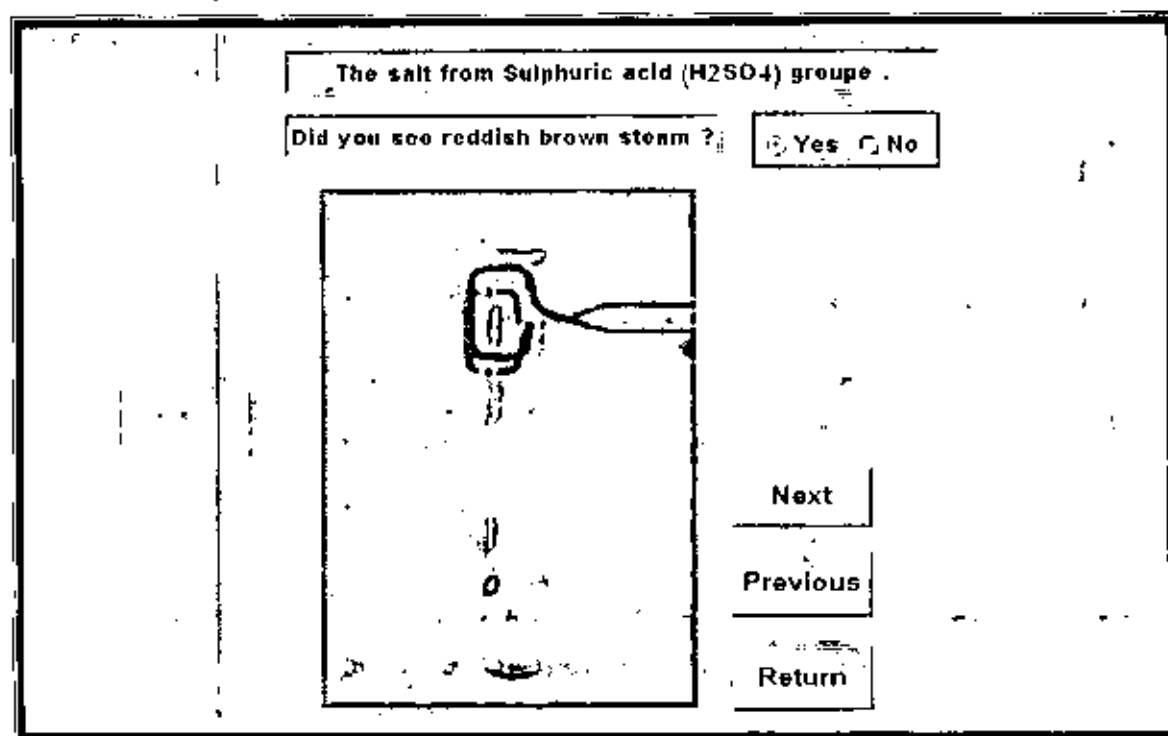 The salt from Sulphuric acid (H2SO4) groupe .
Did you see reddish brown steam ?
Yes No
Next
Previous
Return